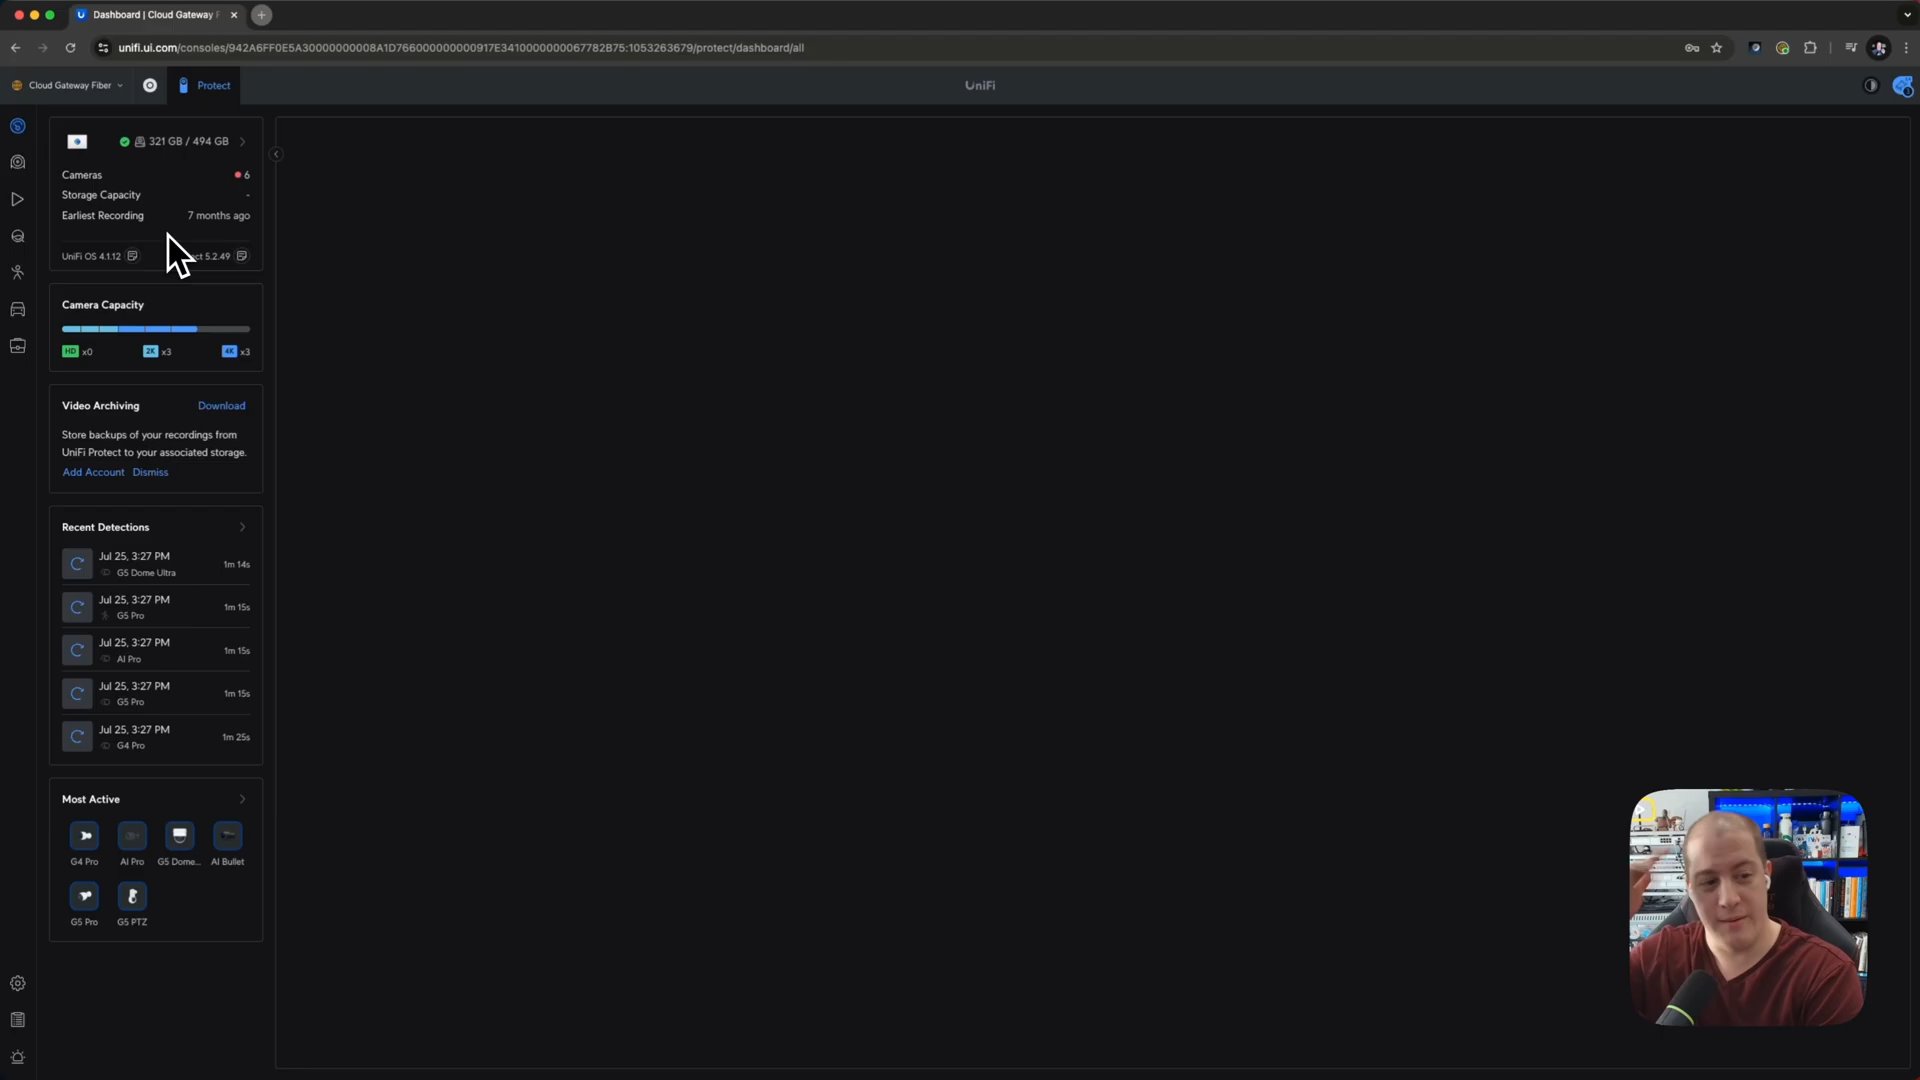 Dashboard | Cloud Gateway F
unifi.ui.com/consoles/942A6FF0E5A30000000008A1D766000000000917E3410000000067782B75:1053263679/protect/dashboard/all
Cloud Gateway Fiber
Protect
UniFi
321 GB / 494 GB
Cameras 6
Storage Capacity -
Earliest Recording 7 months ago
UniFi OS 4.1.12 ct 5.2.49
Camera Capacity
HD x0 2K x3 4K x3
Video Archiving Download
Store backups of your recordings from
UniFi Protect to your associated storage.
Add Account Dismiss
Recent Detections
Jul 25, 3:27 PM
G5 Dome Ultra
1m 14s
Jul 25, 3:27 PM
G5 Pro
1m 15s
Jul 25, 3:27 PM
AI Pro
1m 15s
Jul 25, 3:27 PM
G5 Pro
1m 15s
Jul 25, 3:27 PM
G4 Pro
1m 25s
Most Active
G4 Pro AI Pro G5 Dome... AI Bullet
G5 Pro G5 PTZ